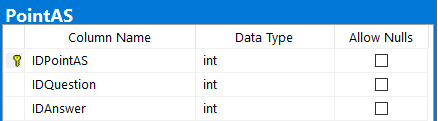 PointAS
Column Name Data Type Allow Nulls
IDPointAS int
IDQuestion int
IDAnswer int